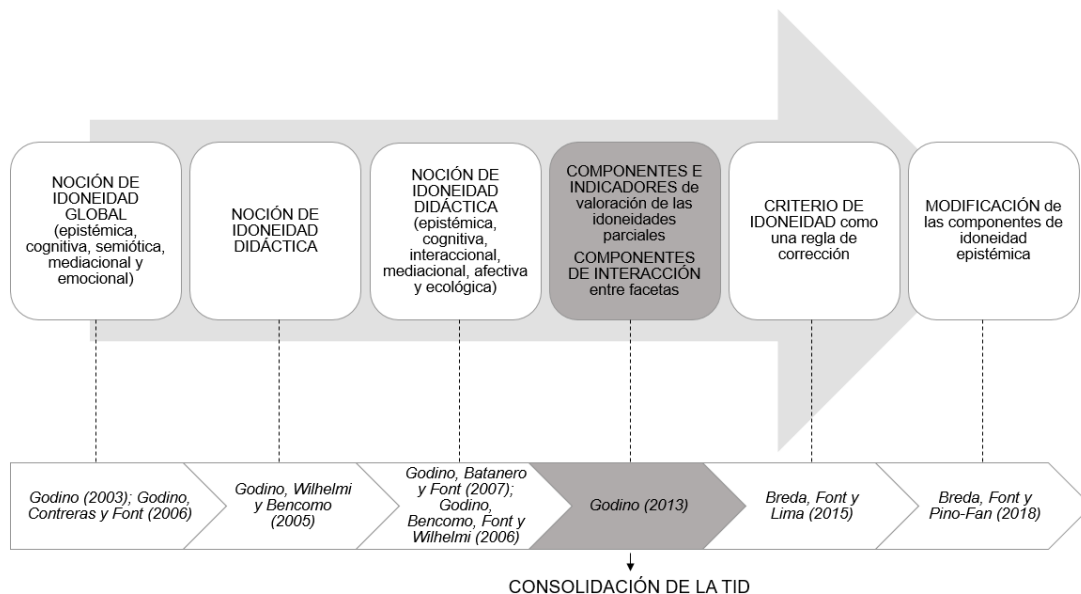 NOCIÓN DE
IDONEIDAD
GLOBAL
(epistémica,
cognitiva, semiótica,
mediacional y
emocional)
NOCIÓN DE
IDONEIDAD
DIDÁCTICA
NOCIÓN DE
IDONEIDAD
DIDÁCTICA
(epistémica,
cognitiva,
interaccional,
mediacional, afectiva
y ecológica)
COMPONENTES E
INDICADORES de
valoración de las
idoneidades
parciales
COMPONENTES
DE INTERACCIÓN
entre facetas
CRITERIO DE
IDONEIDAD como
una regla de
corrección
MODIFICACIÓN de
las componentes de
idoneidad
epistémica
Godino (2003); Godino,
Contreras y Font (2006)
Godino, Wilhelmi
y Bencomo
(2005)
Godino, Batanero
y Font (2007);
Godino,
Bencomo, Font y
Wilhelmi (2006)
Godino (2013)
Breda, Font y
Lima (2015)
Breda, Font y
Pino-Fan (2018)
CONSOLIDACIÓN DE LA TID